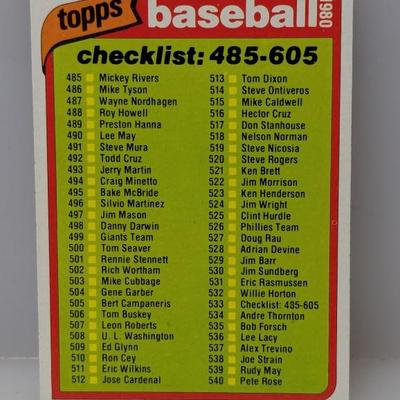 topps baseball 1980
checklist: 485-605
485 Mickey Rivers
486 Mike Tyson
487 Wayne Nordhagen
488 Roy Howell
489 Preston Hanna
490 Lee May
491 Steve Mura
492 Todd Cruz
493 Jerry Martin
494 Craig Minetto
495 Bake McBride
496 Silvio Martinez
497 Jim Mason
498 Danny Darwin
499 Giants Team
500 Tom Seaver
501 Rennie Stennett
502 Rich Wortham
503 Mike Cubbage
504 Gene Garber
505 Bert Campaneris
506 Tom Buskey
507 Leon Roberts
508 U. L. Washington
509 Ed Glynn
510 Ron Cey
511 Eric Wilkins
512 Jose Cardenal
513 Tom Dixon
514 Steve Ontiveros
515 Mike Caldwell
516 Hector Cruz
517 Don Stanhouse
518 Nelson Norman
519 Steve Nicosia
520 Steve Rogers
521 Ken Brett
522 Jim Morrison
523 Ken Henderson
524 Jim Wright
525 Clint Hurdle
526 Phillies Team
527 Doug Rau
528 Adrian Devine
529 Jim Barr
530 Jim Sundberg
531 Eric Rasmussen
532 Willie Horton
533 Checklist: 485-605
534 Andre Thornton
535 Bob Forsch
536 Lee Lacy
537 Alex Trevino
538 Joe Strain
539 Rudy May
540 Pete Rose